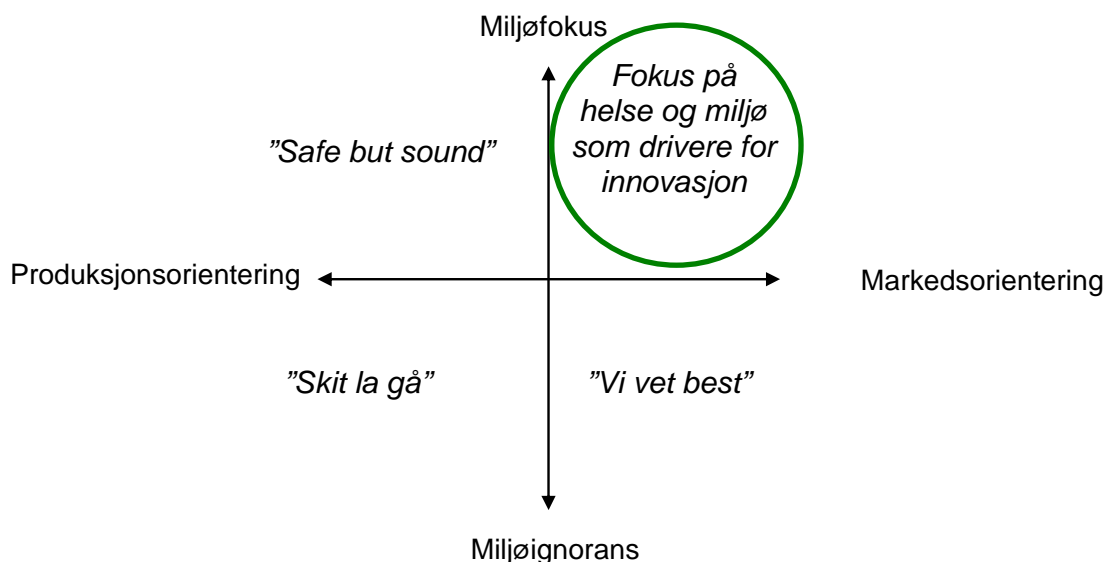 Miljøfokus
Fokus på
helse og miljø
som drivere for
innovasjon
”Safe but sound”
Produksjonsorientering
Markedsorientering
”Skit la gå”
”Vi vet best”
Miljøignorans